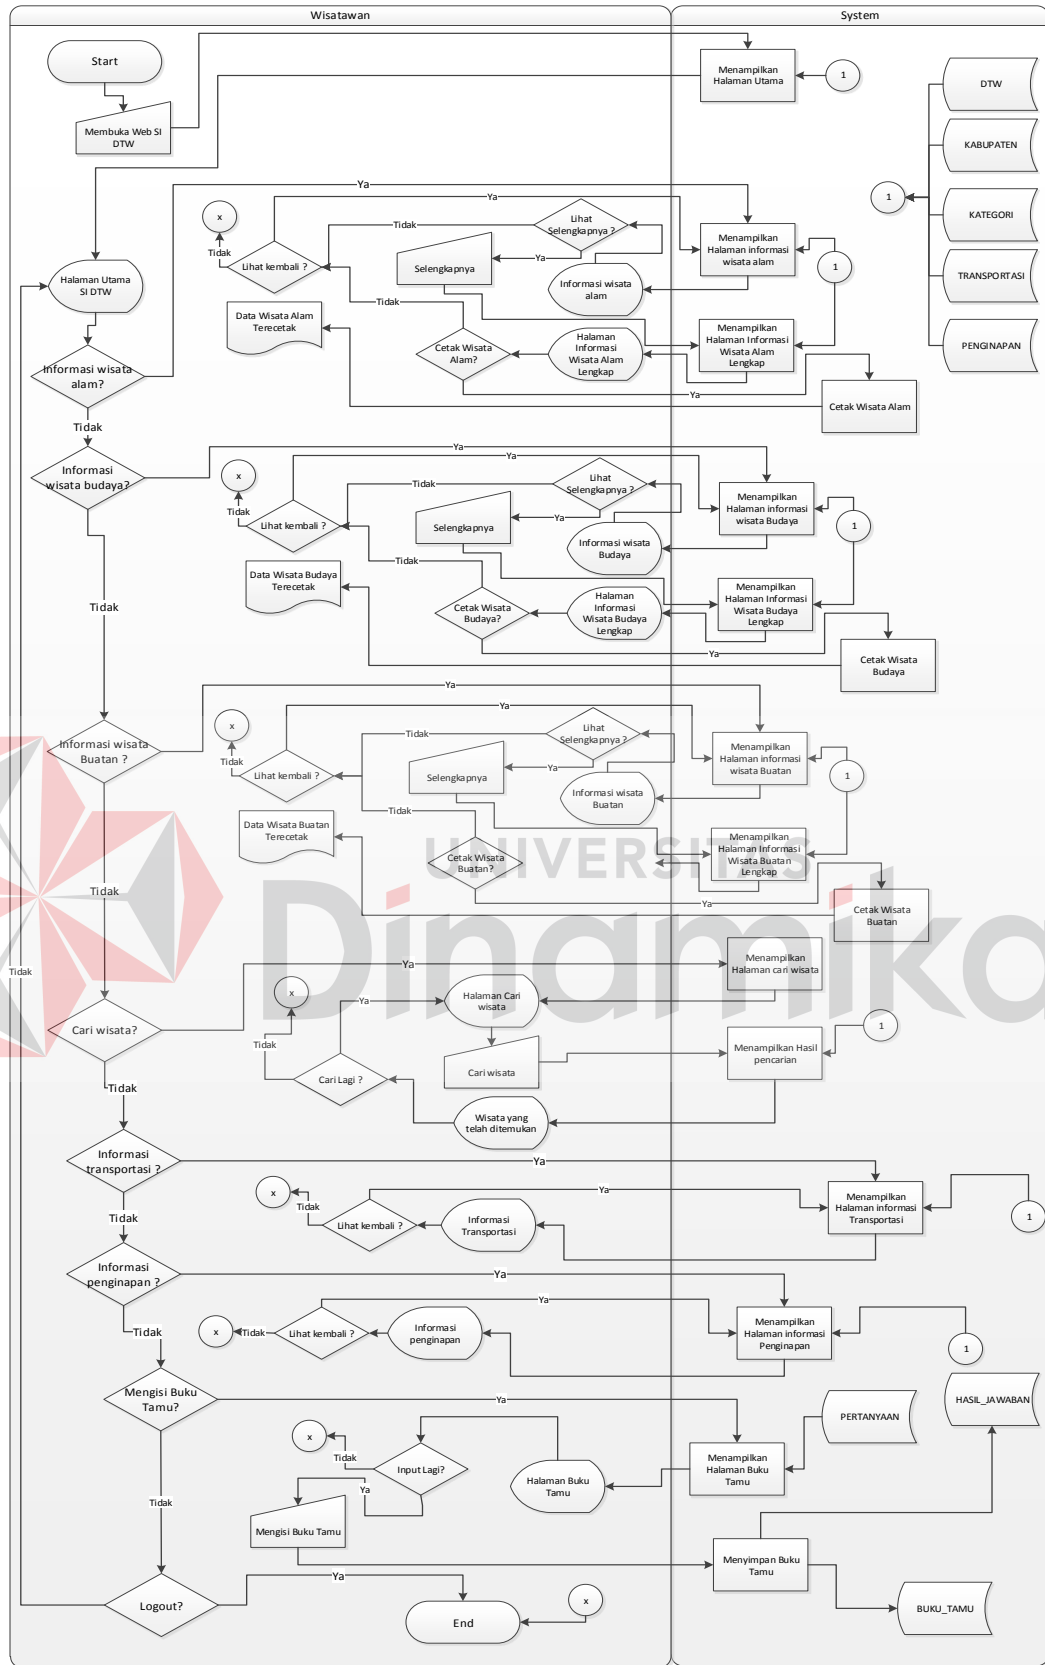 Wisatawan
System
Start
Membuka Web SI
DTW
Menampilkan
Halaman Utama
1
DTW
KABUPATEN
KATEGORI
TRANSPORTASI
PENGINAPAN
1
Ya
Ya
x
Tidak
Tidak
Lihat kembali ?
Lihat
Selengkapnya ?
Ya
Selengkapnya
Menampilkan
Halaman informasi
wisata alam
1
Halaman Utama
SI DTW
Informasi wisata
alam
Data Wisata Alam
Terecetak
Tidak
Cetak Wisata
Alam?
Halaman
Informasi
Wisata Alam
Lengkap
Menampilkan
Halaman Informasi
Wisata Alam
Lengkap
Informasi wisata
alam?
Ya
Cetak Wisata Alam
Tidak
Informasi
wisata budaya?
Ya
Ya
x
Tidak
Tidak
Lihat kembali ?
Lihat
Selengkapnya ?
Ya
Selengkapnya
Menampilkan
Halaman informasi
wisata Budaya
1
Informasi wisata
Budaya
Tidak
Data Wisata Budaya
Terecetak
Cetak Wisata
Budaya?
Halaman
Informasi
Wisata Budaya
Lengkap
Menampilkan
Halaman Informasi
Wisata Budaya
Lengkap
Tidak
Ya
Cetak Wisata
Budaya
Informasi wisata
Buatan ?
Ya
Ya
x
Tidak
Tidak
Lihat kembali ?
Lihat
Selengkapnya ?
Ya
Selengkapnya
Menampilkan
Halaman informasi
wisata Buatan
1
Informasi wisata
Buatan
Tidak
Data Wisata Buatan
Terecetak
Cetak Wisata
Buatan?
Menampilkan
Halaman Informasi
Wisata Buatan
Lengkap
UNIVERSITAS
Dinamika
Tidak
Ya
Cetak Wisata
Buatan
Tidak
Ya
Menampilkan
Halaman cari wisata
x
Ya
Halaman Cari
wisata
Cari wisata?
Tidak
Cari wisata
Menampilkan Hasil
pencarian
1
Cari Lagi ?
Tidak
Wisata yang
telah ditemukan
Informasi
transportasi ?
Ya
x
Tidak
Ya
Lihat kembali ?
Informasi
Transportasi
Menampilkan
Halaman informasi
Transportasi
1
Tidak
Informasi
penginapan ?
Ya
Ya
x
Tidak
Lihat kembali ?
Informasi
penginapan
Menampilkan
Halaman informasi
Penginapan
1
Tidak
Mengisi Buku
Tamu?
Ya
HASIL_JAWABAN
PERTANYAAN
x
Tidak
Input Lagi?
Ya
Halaman Buku
Tamu
Menampilkan
Halaman Buku
Tamu
Tidak
Mengisi Buku Tamu
Menyimpan Buku
Tamu
BUKU_TAMU
Logout?
Ya
x
End